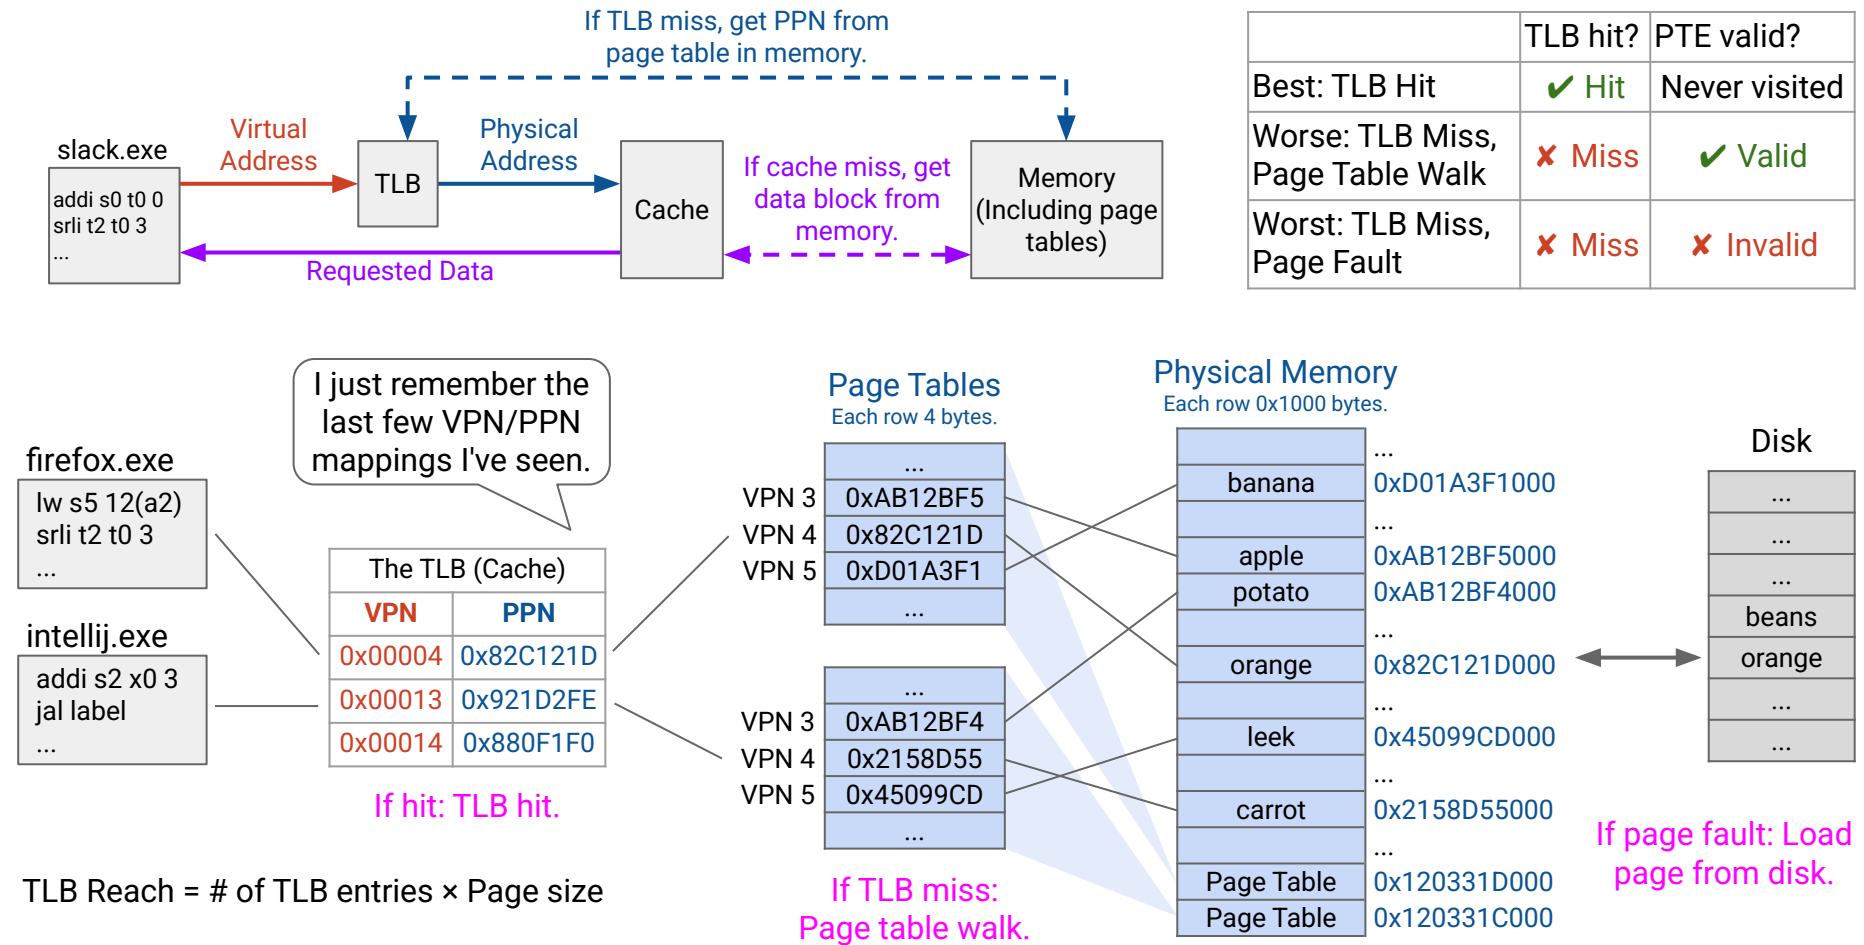 If TLB miss, get PPN from
page table in memory.
slack.exe
addi s0 t0 0
srli t2 t0 3
...
Virtual
Address
TLB
Physical
Address
Cache
If cache miss, get
data block from
memory.
Memory
(Including page
tables)
Requested Data
TLB hit? PTE valid?
Best: TLB Hit ✔ Hit Never visited
Worse: TLB Miss,
Page Table Walk ✘ Miss ✔ Valid
Worst: TLB Miss,
Page Fault ✘ Miss ✘ Invalid
I just remember the
last few VPN/PPN
mappings I've seen.
firefox.exe
lw s5 12(a2)
srli t2 t0 3
...
intellij.exe
addi s2 x0 3
jal label
...
The TLB (Cache)
VPN PPN
0x00004 0x82C121D
0x00013 0x921D2FE
0x00014 0x880F1F0
If hit: TLB hit.
TLB Reach = # of TLB entries × Page size
Page Tables
Each row 4 bytes.
...
VPN 3 0xAB12BF5
VPN 4 0x82C121D
VPN 5 0xD01A3F1
...
...
VPN 3 0xAB12BF4
VPN 4 0x2158D55
VPN 5 0x45099CD
...
If TLB miss:
Page table walk.
Physical Memory
Each row 0x1000 bytes.
...
banana 0xD01A3F1000
...
apple 0xAB12BF5000
potato 0xAB12BF4000
...
orange 0x82C121D000
...
leek 0x45099CD000
...
carrot 0x2158D55000
...
Page Table 0x120331D000
Page Table 0x120331C000
Disk
...
...
...
beans
orange
...
...
If page fault: Load
page from disk.